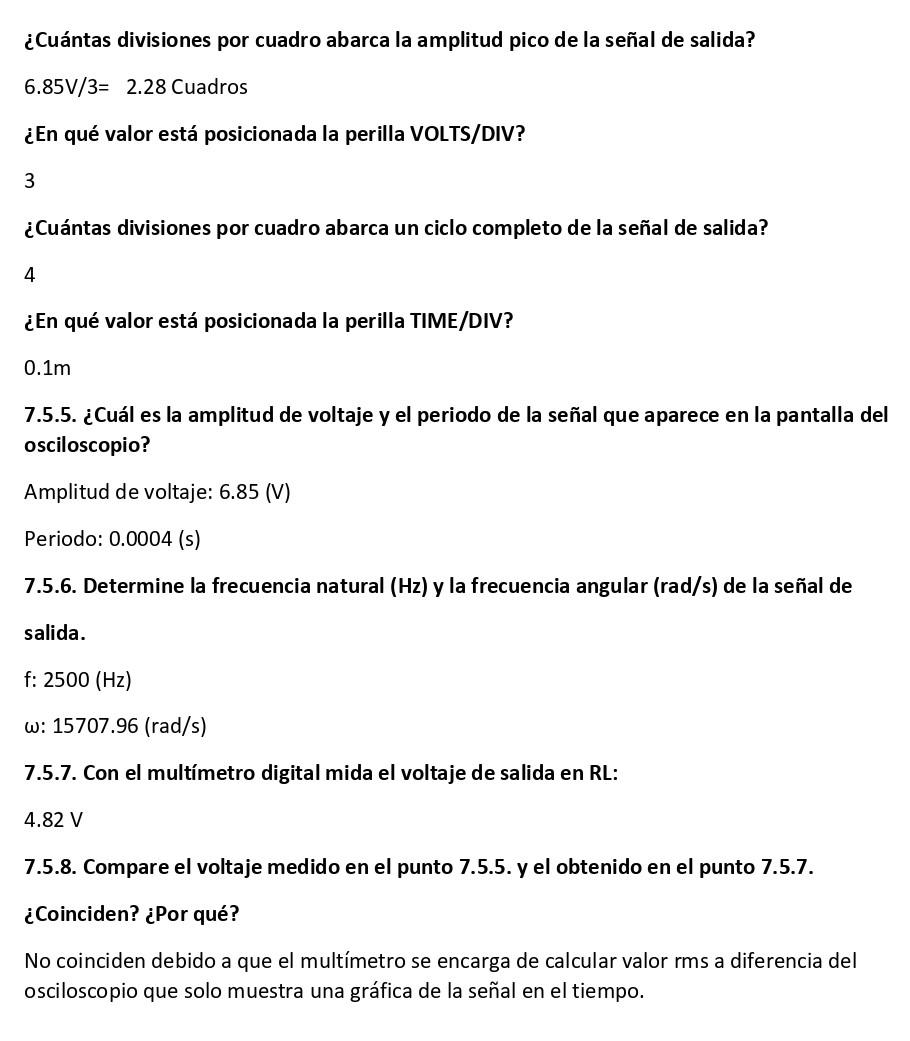 ¿Cuántas divisiones por cuadro abarca la amplitud pico de la señal de salida?
6.85V/3= 2.28 Cuadros
¿En qué valor está posicionada la perilla VOLTS/DIV?
3
¿Cuántas divisiones por cuadro abarca un ciclo completo de la señal de salida?
4
¿En qué valor está posicionada la perilla TIME/DIV?
0.1m
7.5.5. ¿Cuál es la amplitud de voltaje y el periodo de la señal que aparece en la pantalla del
osciloscopio?
Amplitud de voltaje: 6.85 (V)
Periodo: 0.0004 (s)
7.5.6. Determine la frecuencia natural (Hz) y la frecuencia angular (rad/s) de la señal de
salida.
f: 2500 (Hz)
ω: 15707.96 (rad/s)
7.5.7. Con el multímetro digital mida el voltaje de salida en RL:
4.82 V
7.5.8. Compare el voltaje medido en el punto 7.5.5. y el obtenido en el punto 7.5.7.
¿Coinciden? ¿Por qué?
No coinciden debido a que el multímetro se encarga de calcular valor rms a diferencia del
osciloscopio que solo muestra una gráfica de la señal en el tiempo.